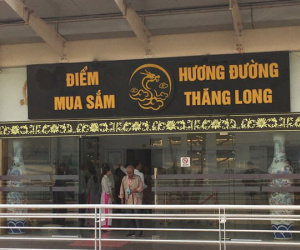 ĐIỂM
MUA SẮM
HƯƠNG ĐƯỜNG
THĂNG LONG